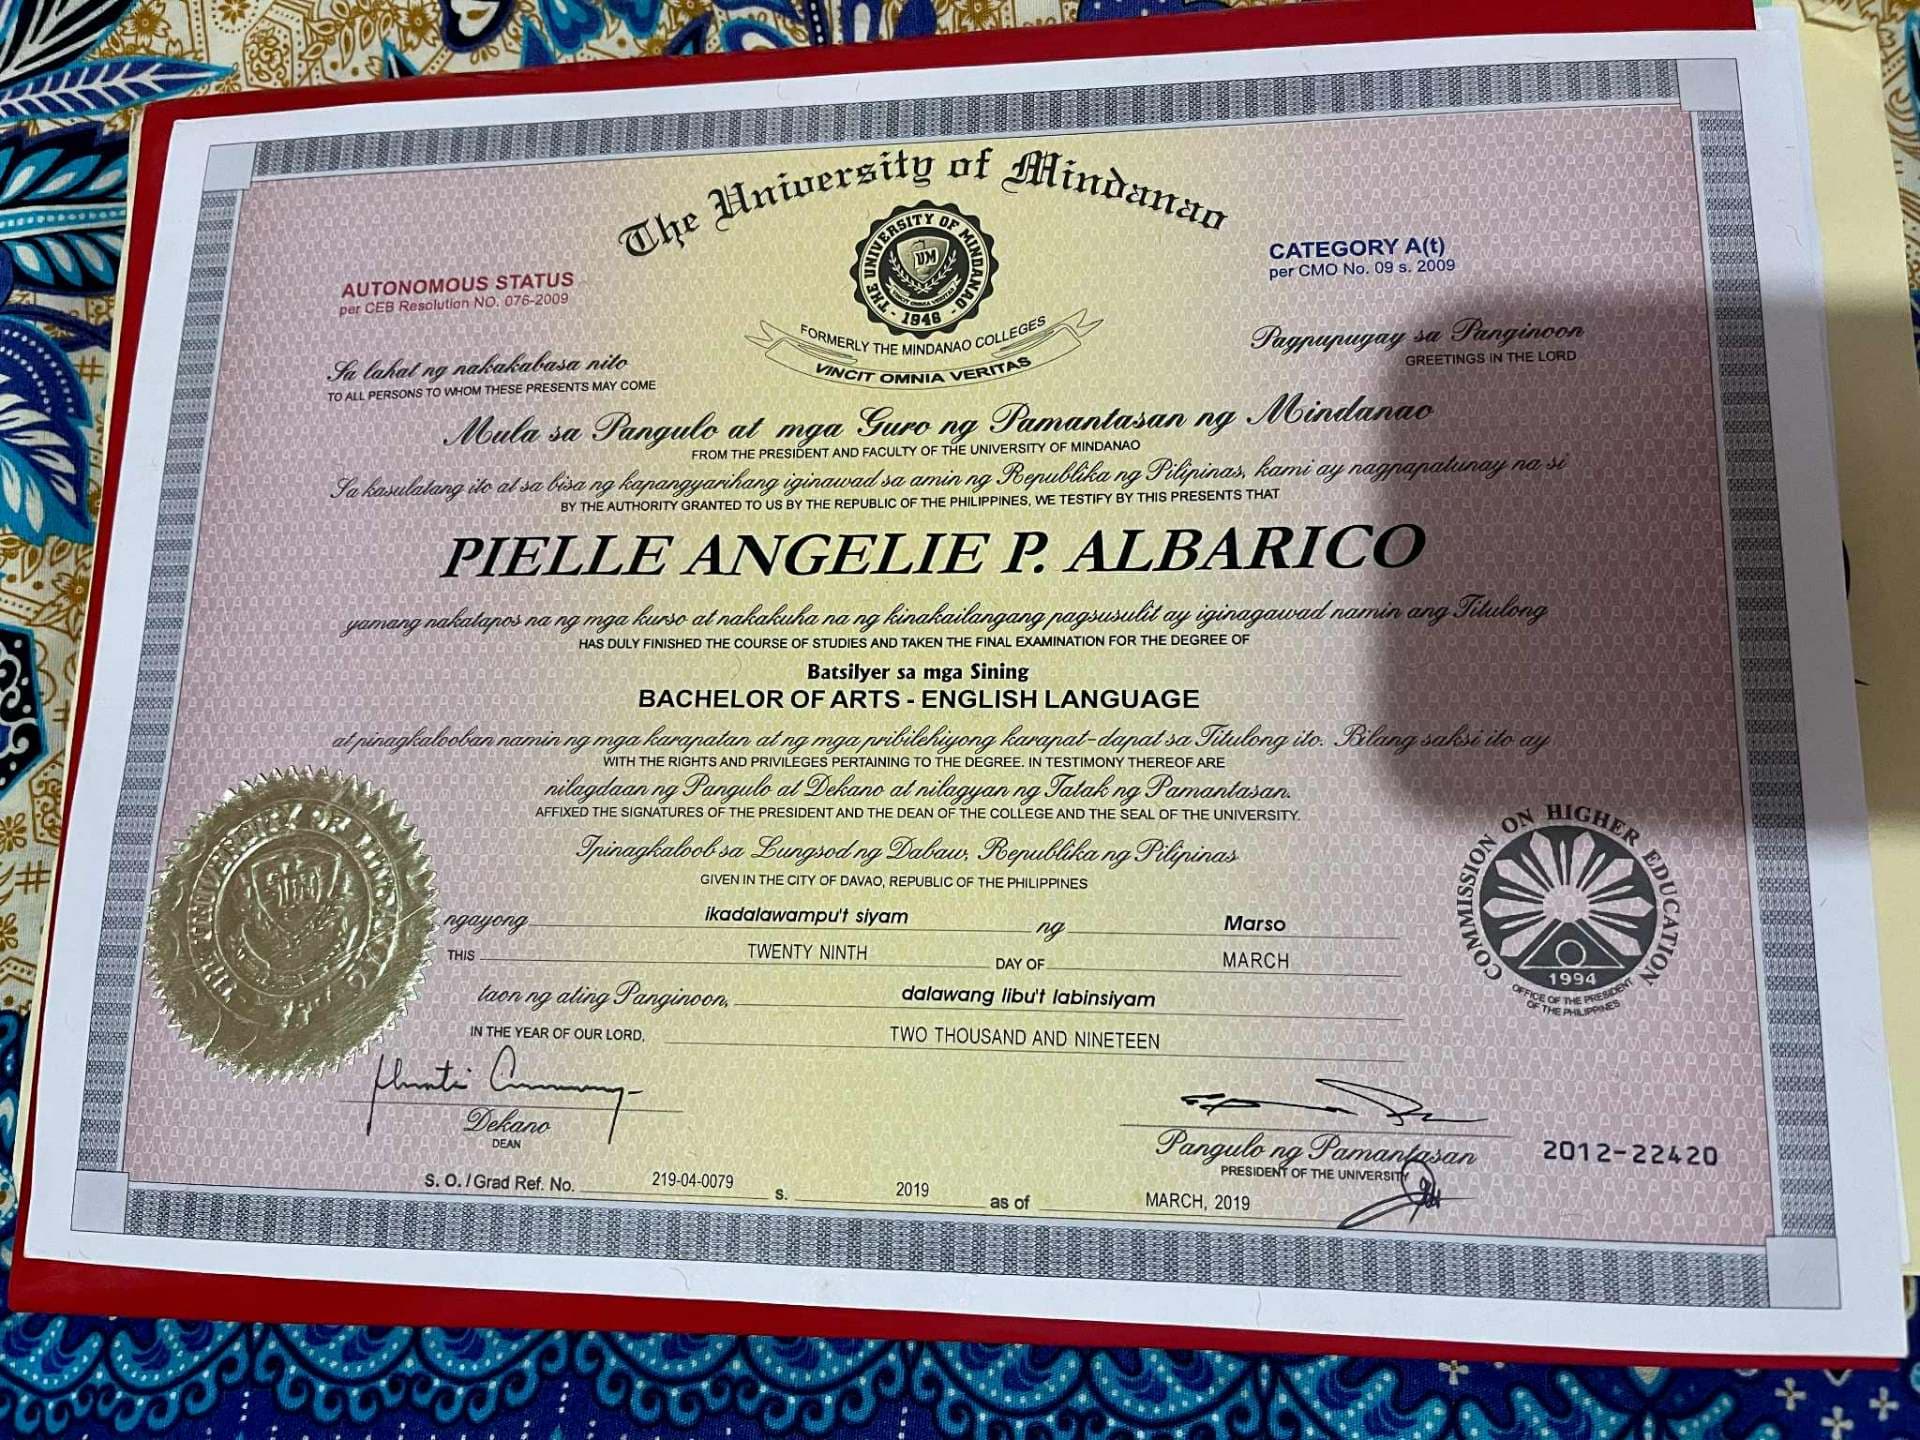 The University of Mindanao
THE UNIVERSITY OF MINDANAO
UM
VINCIT OMNIA VERITAS
- 1946 -
AUTONOMOUS STATUS
per CEB Resolution NO. 076-2009
CATEGORY A(t)
per CMO No. 09 s. 2009
FORMERLY THE MINDANAO COLLEGES
VINCIT OMNIA VERITAS
Sa lahat ng nakakabasa nito
TO ALL PERSONS TO WHOM THESE PRESENTS MAY COME
Pagpupugay sa Panginoon
GREETINGS IN THE LORD
Mula sa Pangulo at mga Guro ng Pamantasan ng Mindanao
FROM THE PRESIDENT AND FACULTY OF THE UNIVERSITY OF MINDANAO
Sa kasulatang ito at sa bisa ng kapangyarihang iginawad sa amin ng Republika ng Pilipinas, kami ay nagpapatunay na si
BY THE AUTHORITY GRANTED TO US BY THE REPUBLIC OF THE PHILIPPINES, WE TESTIFY BY THIS PRESENTS THAT
PIELLE ANGELIE P. ALBARICO
yamang nakatapos na ng mga kurso at nakakuha na ng kinakailangang pagsusulit ay iginagawad namin ang Titulong
HAS DULY FINISHED THE COURSE OF STUDIES AND TAKEN THE FINAL EXAMINATION FOR THE DEGREE OF
Batsilyer sa mga Sining
BACHELOR OF ARTS - ENGLISH LANGUAGE
at pinagkalooban namin ng mga karapatan at ng mga pribilehiyong karapat-dapat sa Titulong ito. Bilang saksi ito ay
WITH THE RIGHTS AND PRIVILEGES PERTAINING TO THE DEGREE. IN TESTIMONY THEREOF ARE
nilagdaan ng Pangulo at Dekano at nilagyan ng Tatak ng Pamantasan.
AFFIXED THE SIGNATURES OF THE PRESIDENT AND THE DEAN OF THE COLLEGE AND THE SEAL OF THE UNIVERSITY.
Ipinagkaloob sa Lungsod ng Dabaw, Republika ng Pilipinas
GIVEN IN THE CITY OF DAVAO, REPUBLIC OF THE PHILIPPINES
ngayong ikadalawampu't siyam ng Marso
THIS TWENTY NINTH DAY OF MARCH
taon ng ating Panginoon, dalawang libu't labinsiyam
IN THE YEAR OF OUR LORD, TWO THOUSAND AND NINETEEN
THE UNIVERSITY OF MINDANAO
UM
COMMISSION ON HIGHER EDUCATION
1994
OFFICE OF THE PRESIDENT
OF THE PHILIPPINES
Dekano
DEAN
Pangulo ng Pamantasan
PRESIDENT OF THE UNIVERSITY
2012-22420
S. O. / Grad Ref. No. 219-04-0079 s. 2019 as of MARCH, 2019